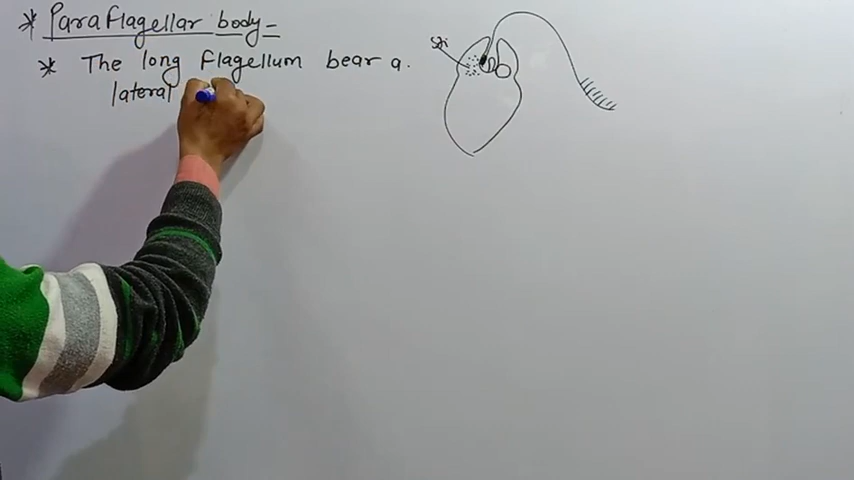 * Paraflagellar body -
* The long flagellum bear a.
lateral